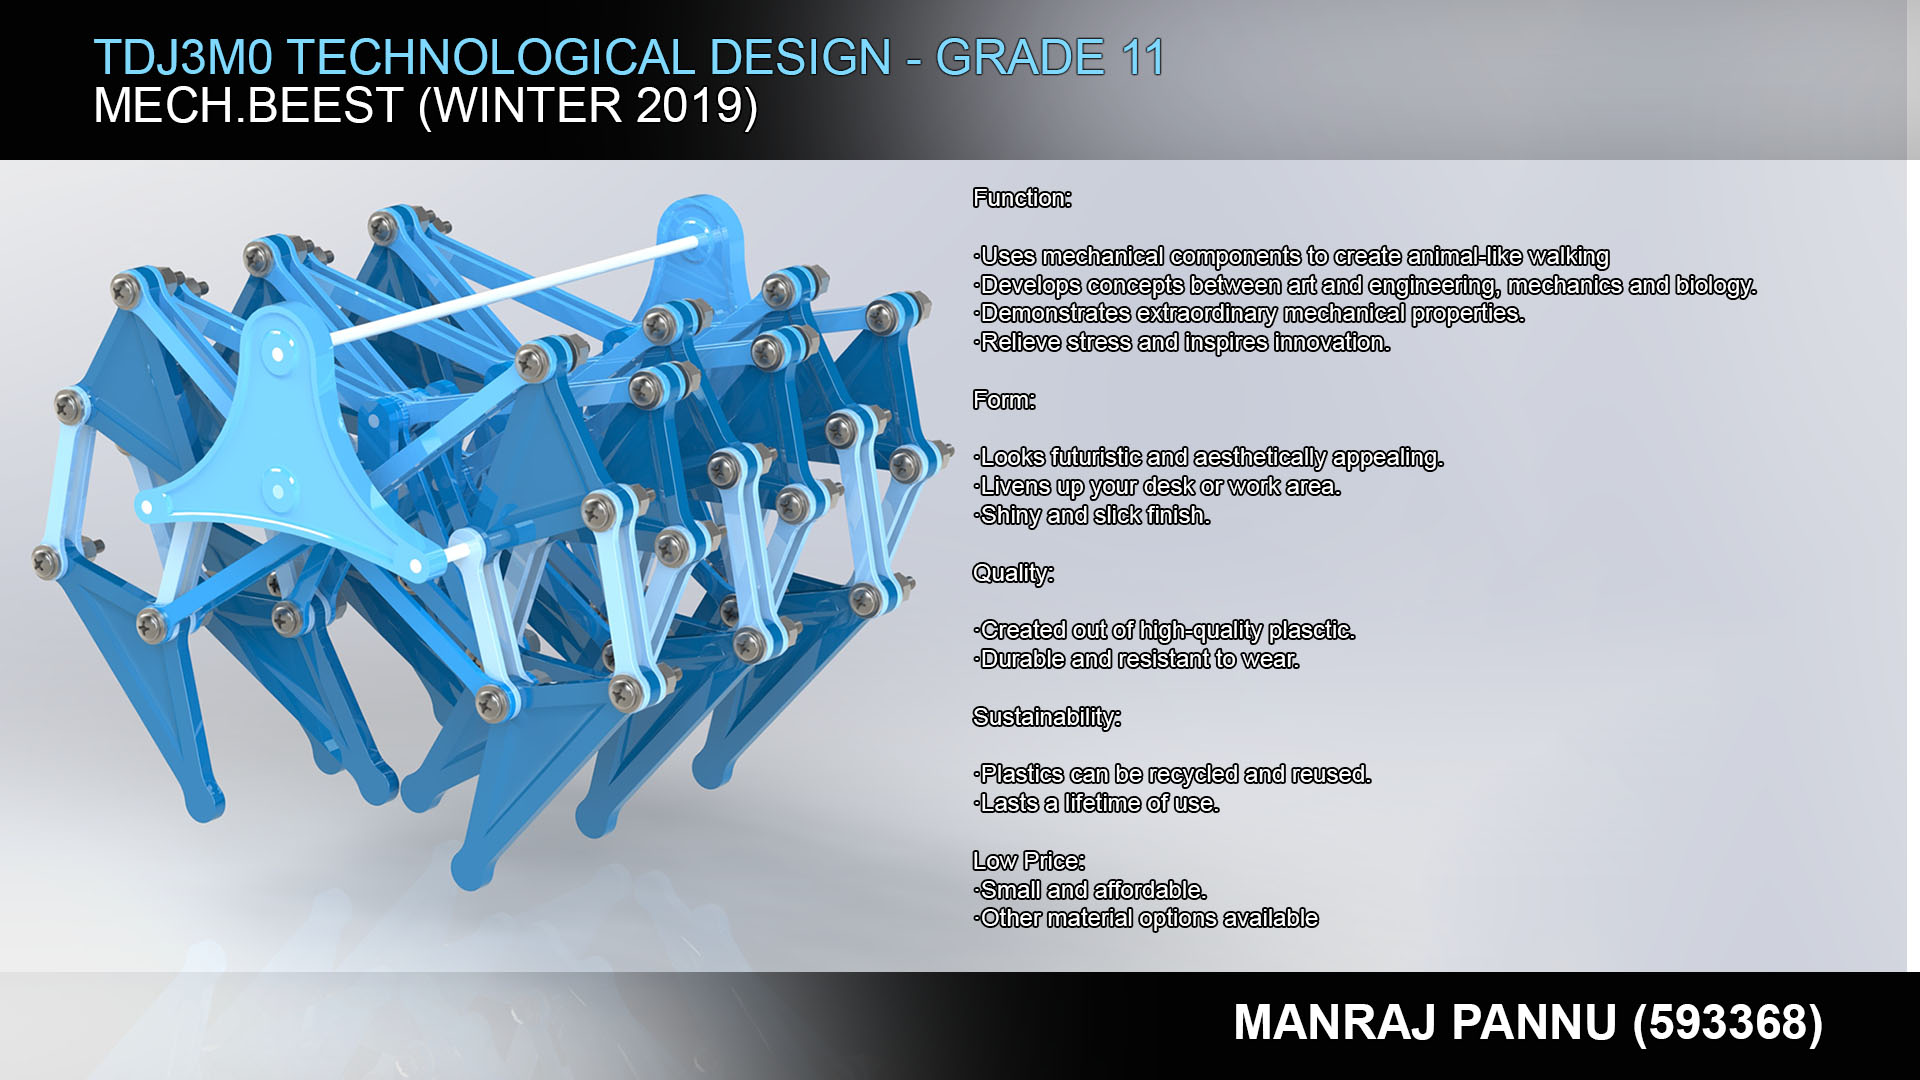 TDJ3M0 TECHNOLOGICAL DESIGN - GRADE 11
MECH.BEEST (WINTER 2019)
Function:
·Uses mechanical components to create animal-like walking
·Develops concepts between art and engineering, mechanics and biology.
·Demonstrates extraordinary mechanical properties.
·Relieve stress and inspires innovation.
Form:
·Looks futuristic and aesthetically appealing.
·Livens up your desk or work area.
·Shiny and slick finish.
Quality:
·Created out of high-quality plasctic.
·Durable and resistant to wear.
Sustainability:
·Plastics can be recycled and reused.
·Lasts a lifetime of use.
Low Price:
·Small and affordable.
·Other material options available
MANRAJ PANNU (593368)